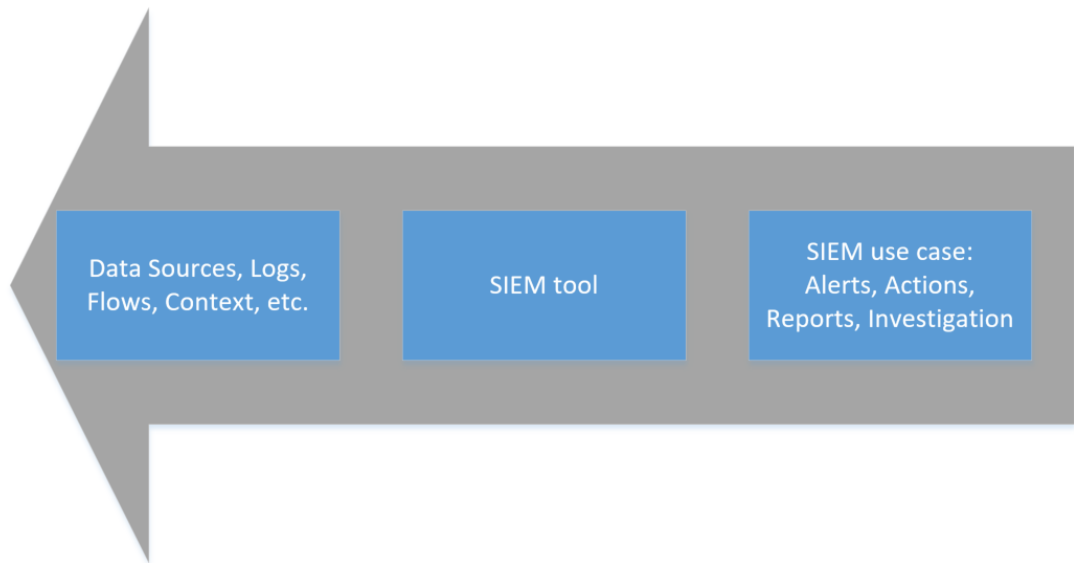 Data Sources, Logs,
Flows, Context, etc.
SIEM tool
SIEM use case:
Alerts, Actions,
Reports, Investigation